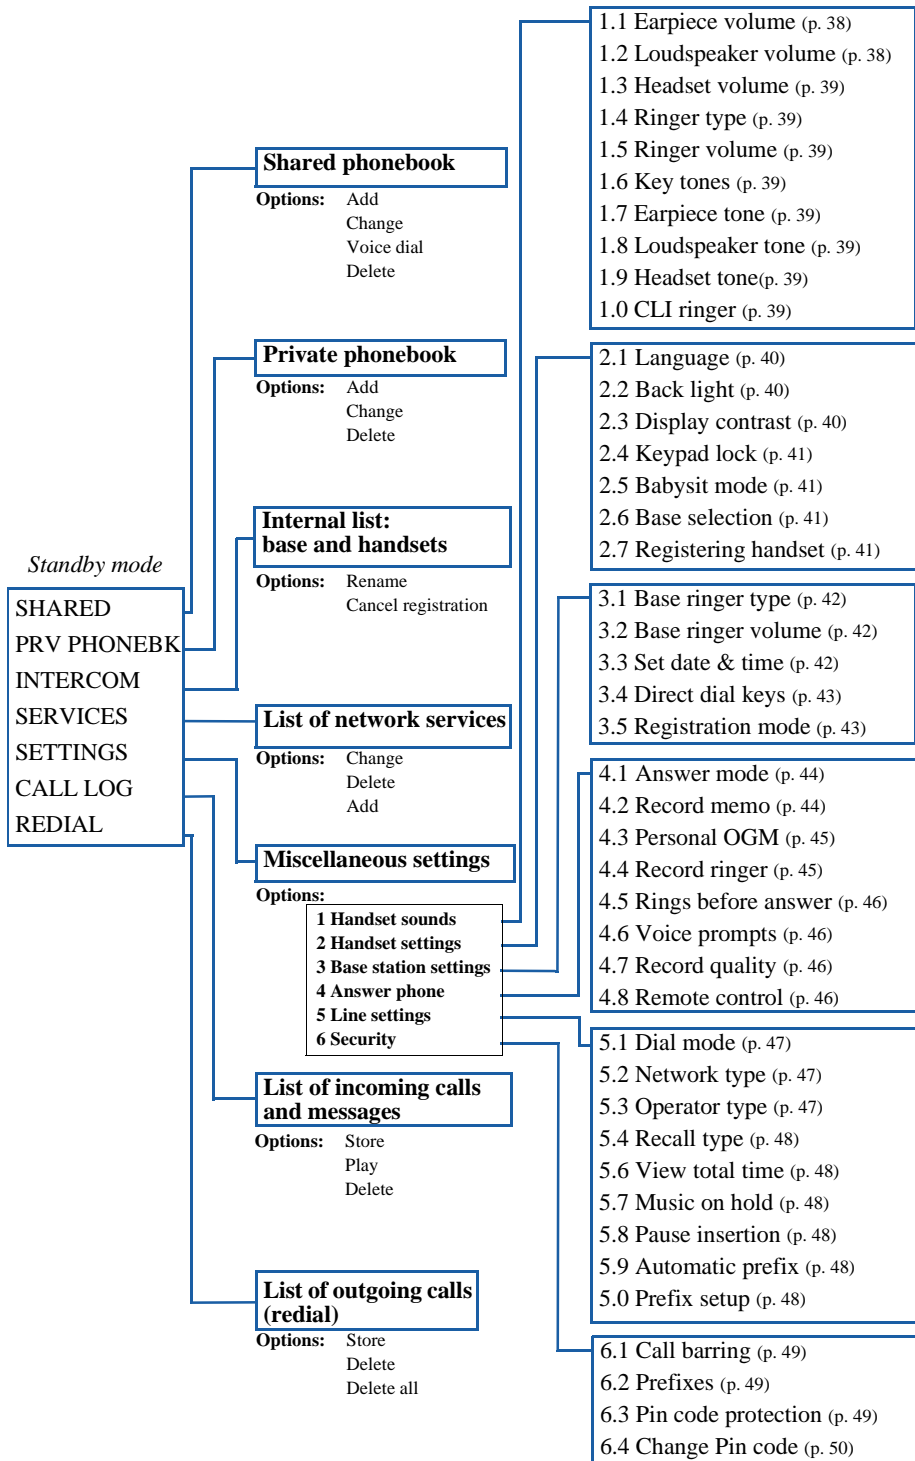 Standby mode
SHARED
PRV PHONEBK
INTERCOM
SERVICES
SETTINGS
CALL LOG
REDIAL
Shared phonebook
Options: Add
Change
Voice dial
Delete
Private phonebook
Options: Add
Change
Delete
Internal list:
base and handsets
Options: Rename
Cancel registration
List of network services
Options: Change
Delete
Add
Miscellaneous settings
Options:
1 Handset sounds
2 Handset settings
3 Base station settings
4 Answer phone
5 Line settings
6 Security
List of incoming calls
and messages
Options: Store
Play
Delete
List of outgoing calls
(redial)
Options: Store
Delete
Delete all
1.1 Earpiece volume (p. 38)
1.2 Loudspeaker volume (p. 38)
1.3 Headset volume (p. 39)
1.4 Ringer type (p. 39)
1.5 Ringer volume (p. 39)
1.6 Key tones (p. 39)
1.7 Earpiece tone (p. 39)
1.8 Loudspeaker tone (p. 39)
1.9 Headset tone(p. 39)
1.0 CLI ringer (p. 39)
2.1 Language (p. 40)
2.2 Back light (p. 40)
2.3 Display contrast (p. 40)
2.4 Keypad lock (p. 41)
2.5 Babysit mode (p. 41)
2.6 Base selection (p. 41)
2.7 Registering handset (p. 41)
3.1 Base ringer type (p. 42)
3.2 Base ringer volume (p. 42)
3.3 Set date & time (p. 42)
3.4 Direct dial keys (p. 43)
3.5 Registration mode (p. 43)
4.1 Answer mode (p. 44)
4.2 Record memo (p. 44)
4.3 Personal OGM (p. 45)
4.4 Record ringer (p. 45)
4.5 Rings before answer (p. 46)
4.6 Voice prompts (p. 46)
4.7 Record quality (p. 46)
4.8 Remote control (p. 46)
5.1 Dial mode (p. 47)
5.2 Network type (p. 47)
5.3 Operator type (p. 47)
5.4 Recall type (p. 48)
5.6 View total time (p. 48)
5.7 Music on hold (p. 48)
5.8 Pause insertion (p. 48)
5.9 Automatic prefix (p. 48)
5.0 Prefix setup (p. 48)
6.1 Call barring (p. 49)
6.2 Prefixes (p. 49)
6.3 Pin code protection (p. 49)
6.4 Change Pin code (p. 50)